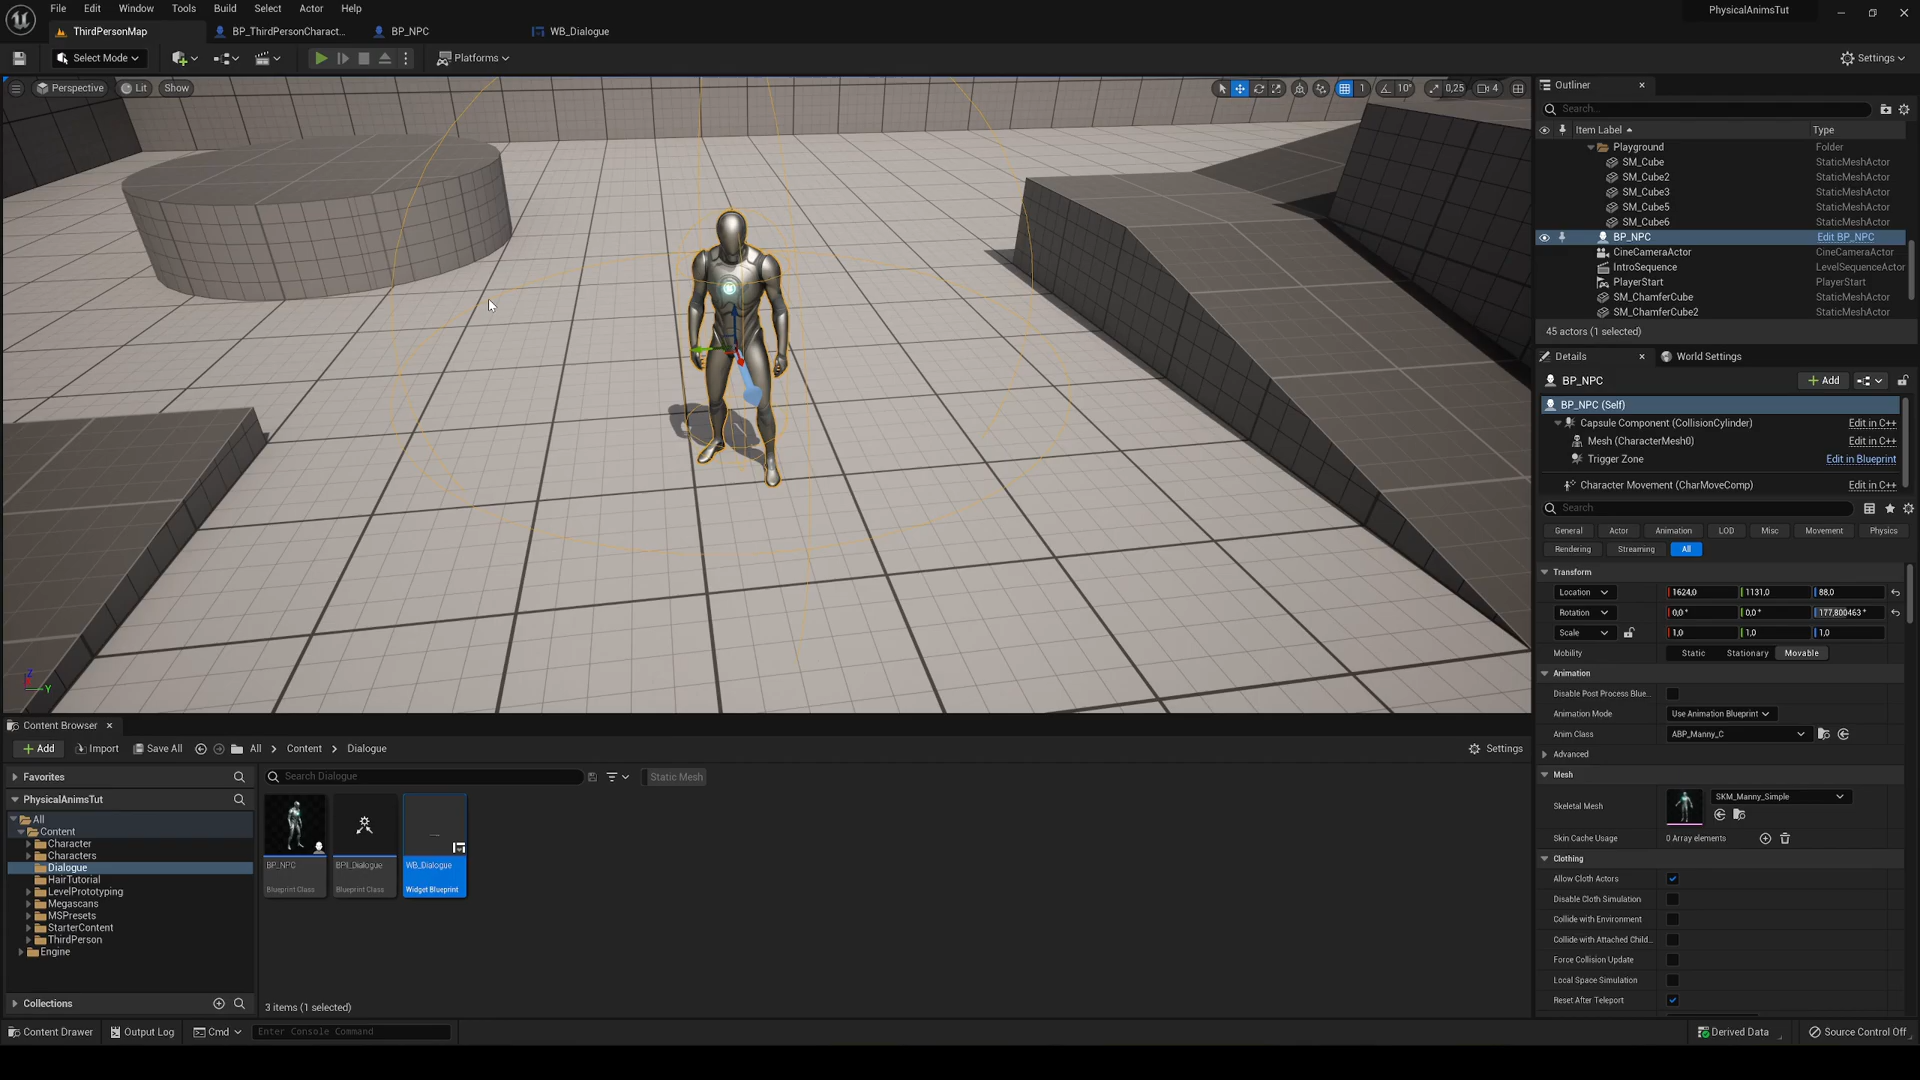 File Edit Window Tools Build Select Actor Help
PhysicalAnimsTut
ThirdPersonMap BP_ThirdPersonCharact... BP_NPC WB_Dialogue
Select Mode Platforms Settings
Perspective Lit Show 1 10° 0,25 4
Outliner
Search...
Item Label Type
Playground Folder
SM_Cube StaticMeshActor
SM_Cube2 StaticMeshActor
SM_Cube3 StaticMeshActor
SM_Cube5 StaticMeshActor
SM_Cube6 StaticMeshActor
BP_NPC Edit BP_NPC
CineCameraActor CineCameraActor
IntroSequence LevelSequenceActor
PlayerStart PlayerStart
SM_ChamferCube StaticMeshActor
SM_ChamferCube2 StaticMeshActor
45 actors (1 selected)
Details World Settings
BP_NPC Add
BP_NPC (Self)
Capsule Component (CollisionCylinder) Edit in C++
Mesh (CharacterMesh0) Edit in C++
Trigger Zone Edit in Blueprint
Character Movement (CharMoveComp) Edit in C++
Search
General Actor Animation LOD Misc Movement Physics
Rendering Streaming All
Transform
Location 1624,0 1131,0 88,0
Rotation 0,0 ° 0,0 ° 177,800463 °
Scale 1,0 1,0 1,0
Mobility Static Stationary Movable
Animation
Disable Post Process Blue...
Animation Mode Use Animation Blueprint
Anim Class ABP_Manny_C
Advanced
Mesh
Skeletal Mesh SKM_Manny_Simple
Skin Cache Usage 0 Array elements
Clothing
Allow Cloth Actors
Disable Cloth Simulation
Collide with Environment
Collide with Attached Child...
Force Collision Update
Local Space Simulation
Reset After Teleport
Z
Y
Content Browser
Add Import Save All All Content Dialogue Settings
Favorites
PhysicalAnimsTut
All
Content
Character
Characters
Dialogue
HairTutorial
LevelPrototyping
Megascans
MSPresets
StarterContent
ThirdPerson
Engine
Collections
Search Dialogue Static Mesh
BP_NPC BPI_Dialogue WB_Dialogue
Blueprint Class Blueprint Class Widget Blueprint
3 items (1 selected)
Content Drawer Output Log Cmd Enter Console Command Derived Data Source Control Off